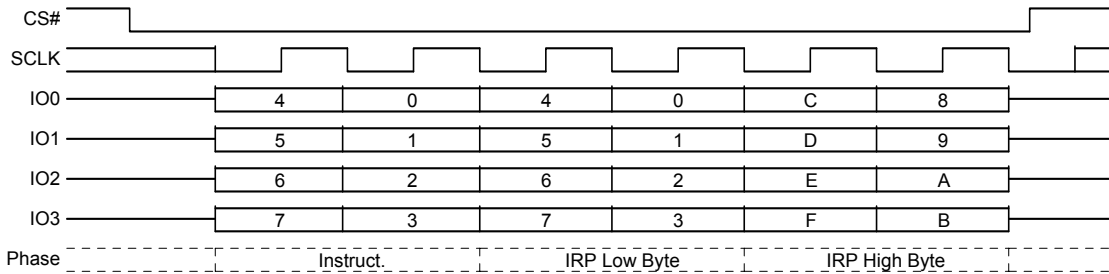 CS#
SCLK
IO0 4 0 4 0 C 8
IO1 5 1 5 1 D 9
IO2 6 2 6 2 E A
IO3 7 3 7 3 F B
Phase Instruct. IRP Low Byte IRP High Byte